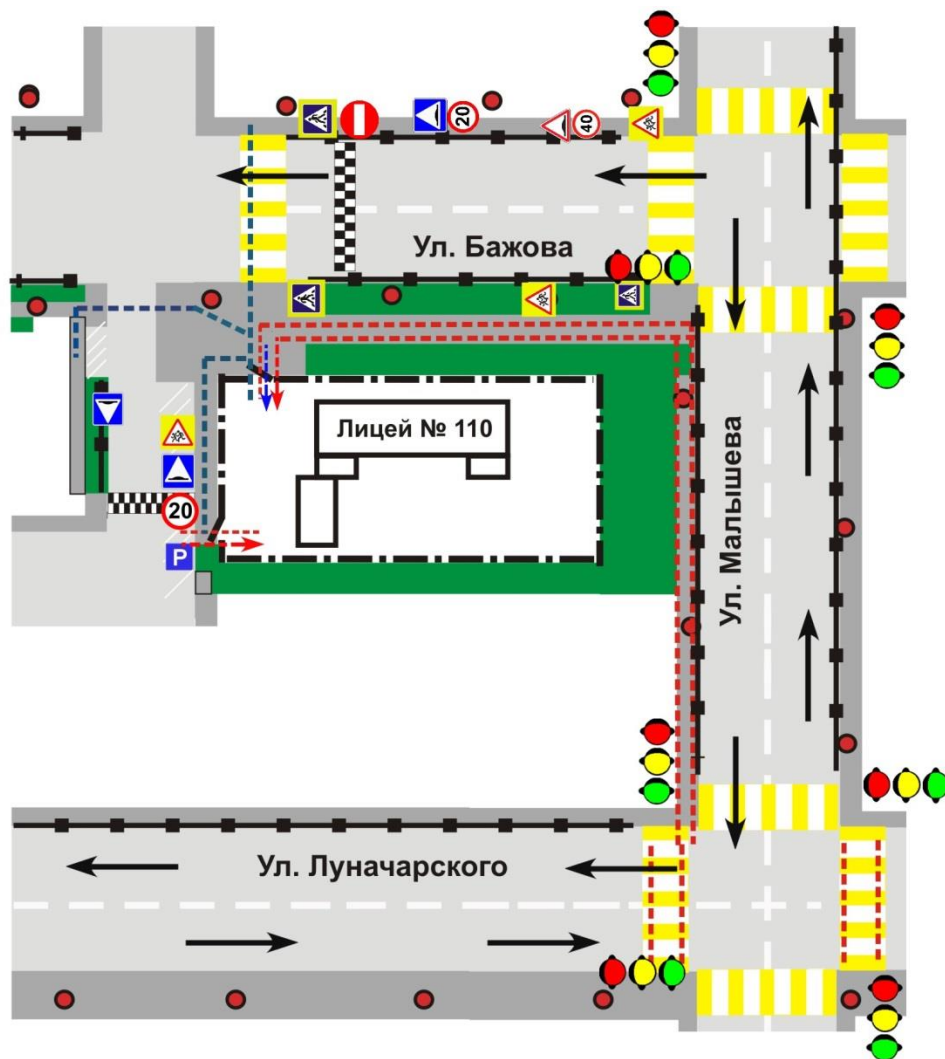 20
40
Ул. Бажова
Лицей № 110
20
P
Ул. Малышева
Ул. Луначарского